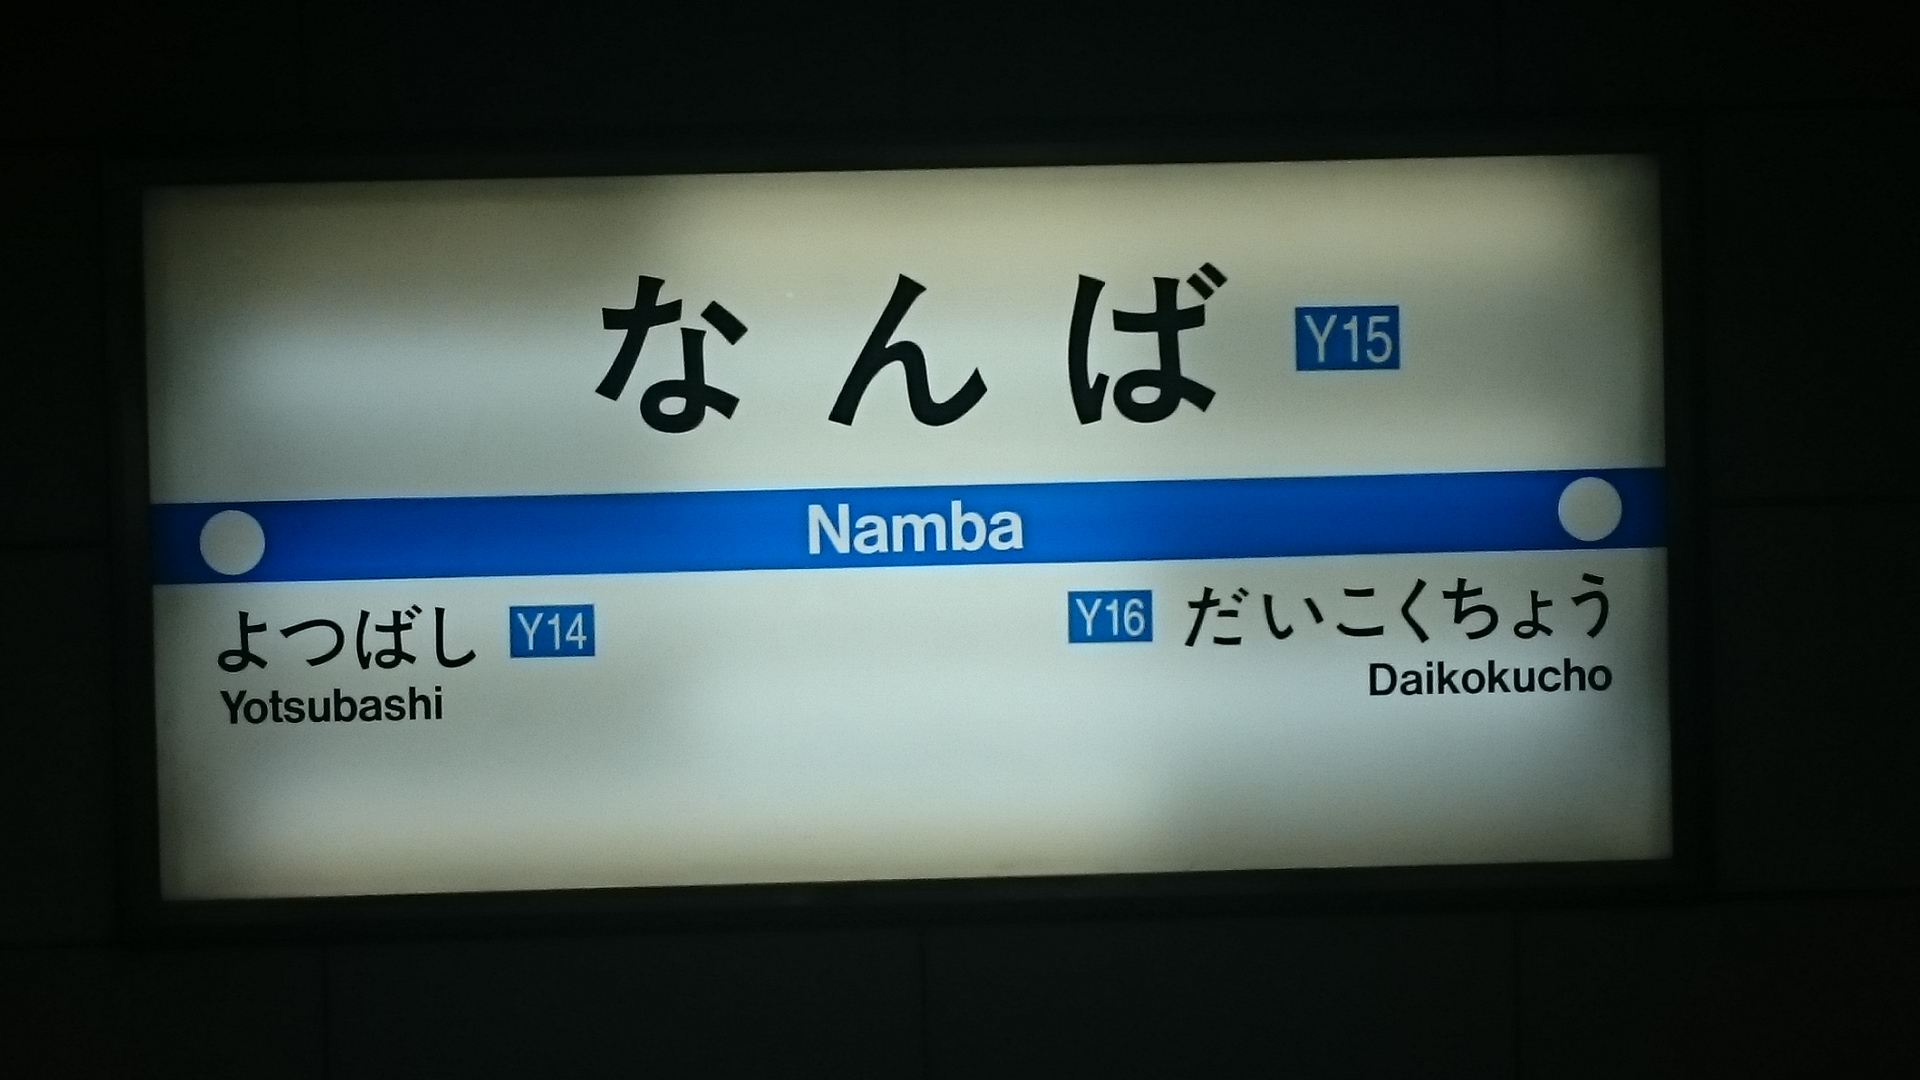 なんば Y15
Namba
よつばし Y14
Yotsubashi
Y16 だいこくちょう
Daikokucho